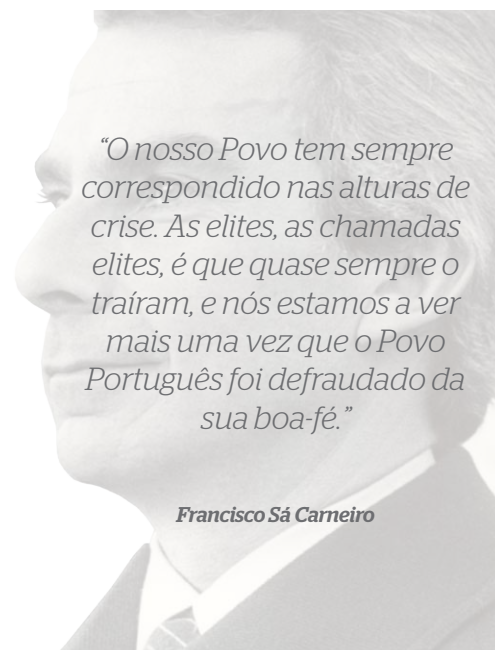 “O nosso Povo tem sempre
correspondido nas alturas de
crise. As elites, as chamadas
elites, é que quase sempre o
traíram, e nós estamos a ver
mais uma vez que o Povo
Português foi defraudado da
sua boa-fé.”
Francisco Sá Carneiro